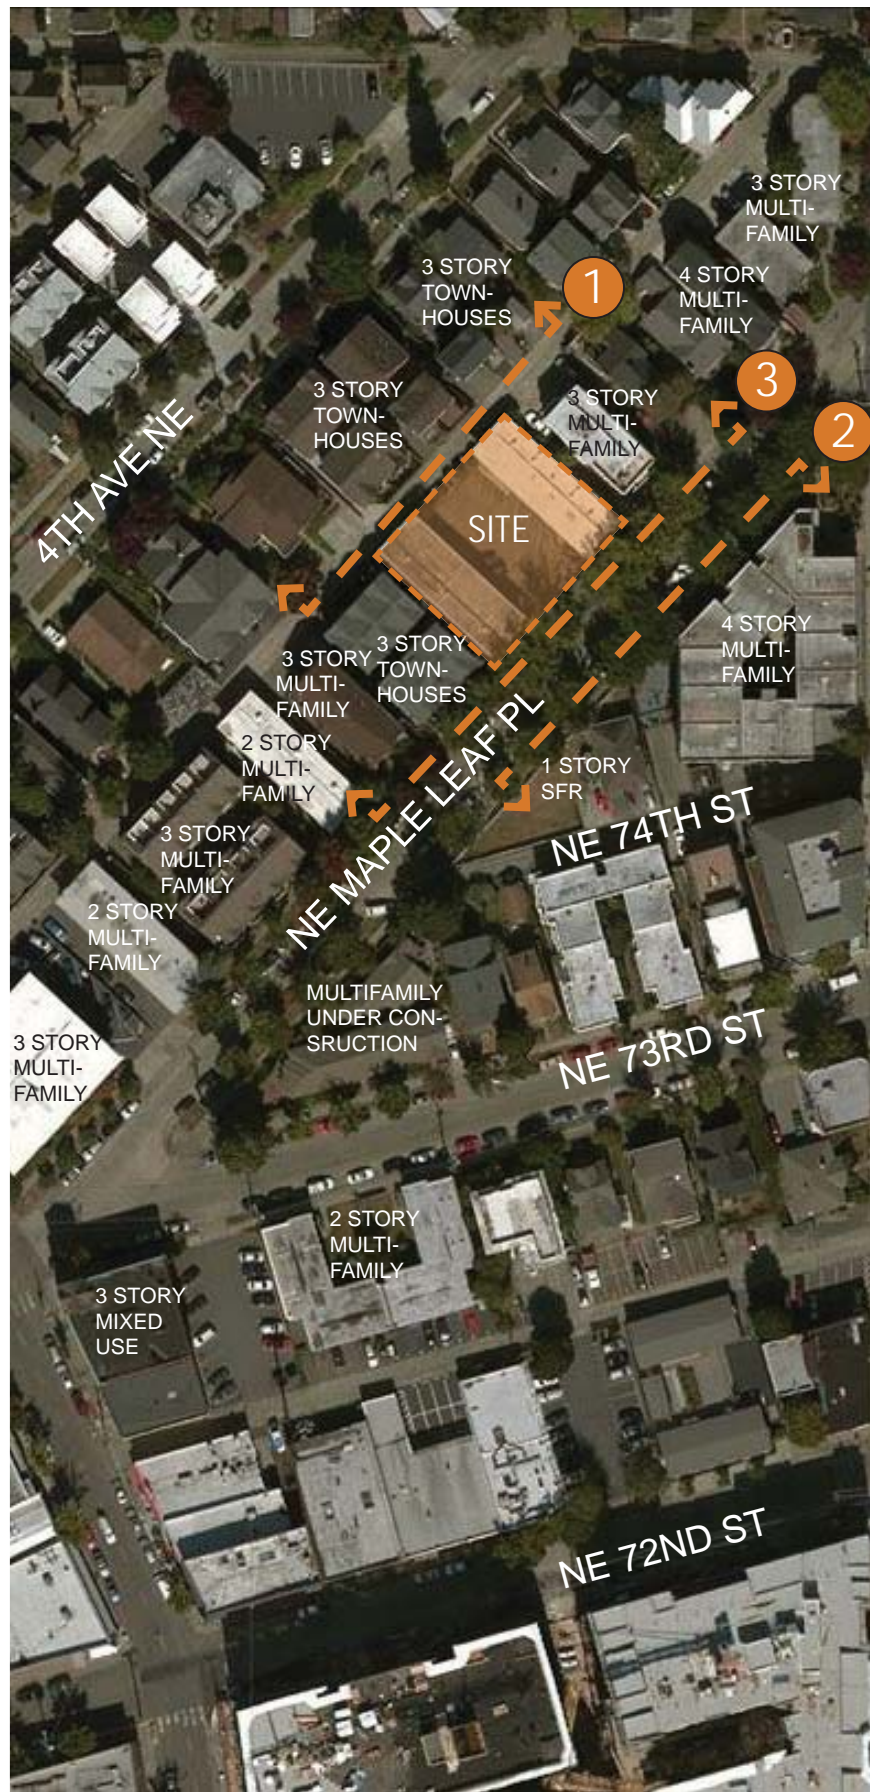 3 STORY
MULTI-
FAMILY
3 STORY
TOWN-
HOUSES
1
4 STORY
MULTI-
FAMILY
3
2
3 STORY
TOWN-
HOUSES
3 STORY
MULTI-
FAMILY
4TH AVE NE
SITE
4 STORY
MULTI-
FAMILY
3 STORY
TOWN-
HOUSES
3 STORY
MULTI-
FAMILY
2 STORY
MULTI-
FAMILY
NE MAPLE LEAF PL
1 STORY
SFR
NE 74TH ST
3 STORY
MULTI-
FAMILY
2 STORY
MULTI-
FAMILY
MULTIFAMILY
UNDER CON-
SRUCTION
3 STORY
MULTI-
FAMILY
NE 73RD ST
2 STORY
MULTI-
FAMILY
3 STORY
MIXED
USE
NE 72ND ST